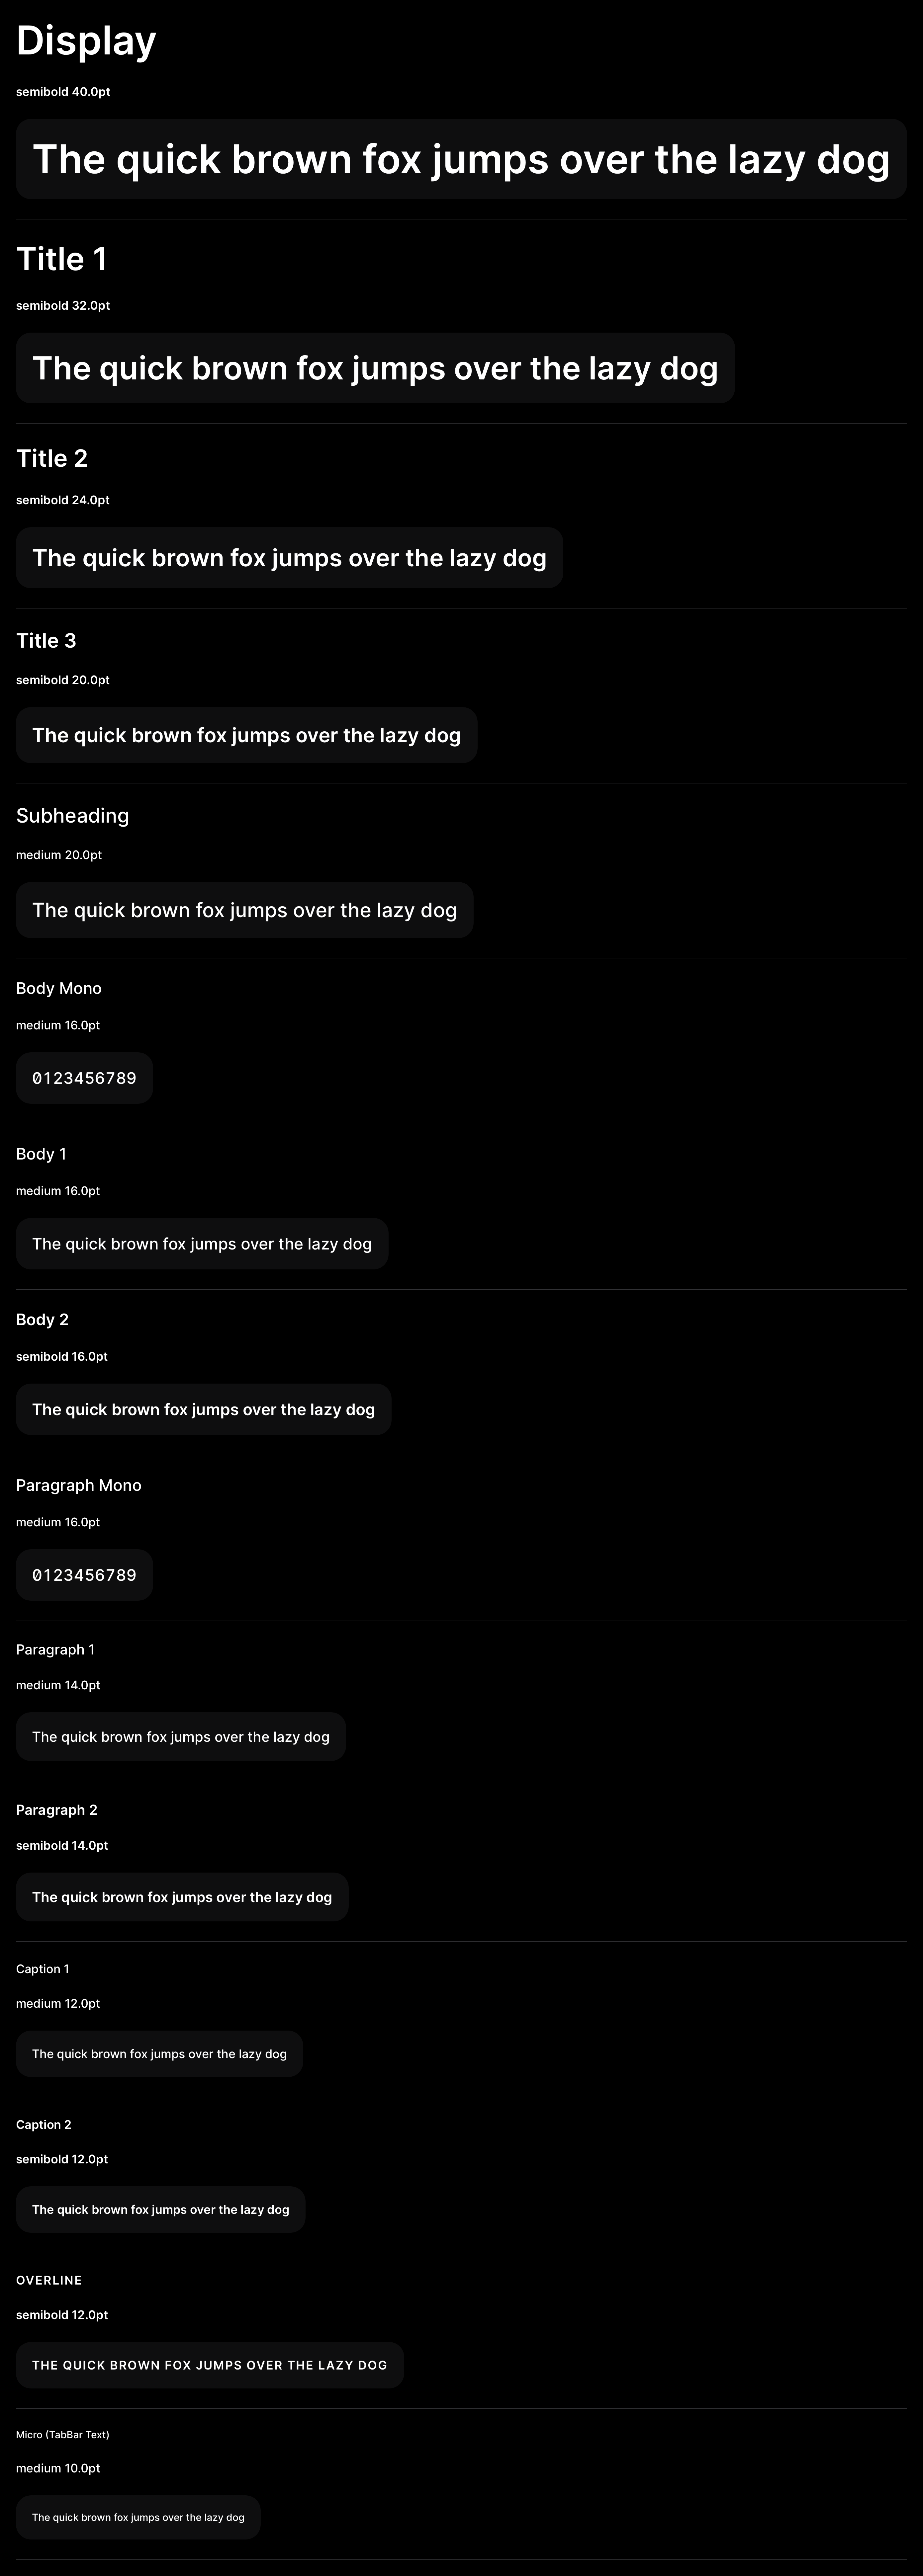 Display
semibold 40.0pt
The quick brown fox jumps over the lazy dog
Title 1
semibold 32.0pt
The quick brown fox jumps over the lazy dog
Title 2
semibold 24.0pt
The quick brown fox jumps over the lazy dog
Title 3
semibold 20.0pt
The quick brown fox jumps over the lazy dog
Subheading
medium 20.0pt
The quick brown fox jumps over the lazy dog
Body Mono
medium 16.0pt
0123456789
Body 1
medium 16.0pt
The quick brown fox jumps over the lazy dog
Body 2
semibold 16.0pt
The quick brown fox jumps over the lazy dog
Paragraph Mono
medium 16.0pt
0123456789
Paragraph 1
medium 14.0pt
The quick brown fox jumps over the lazy dog
Paragraph 2
semibold 14.0pt
The quick brown fox jumps over the lazy dog
Caption 1
medium 12.0pt
The quick brown fox jumps over the lazy dog
Caption 2
semibold 12.0pt
The quick brown fox jumps over the lazy dog
OVERLINE
semibold 12.0pt
THE QUICK BROWN FOX JUMPS OVER THE LAZY DOG
Micro (TabBar Text)
medium 10.0pt
The quick brown fox jumps over the lazy dog